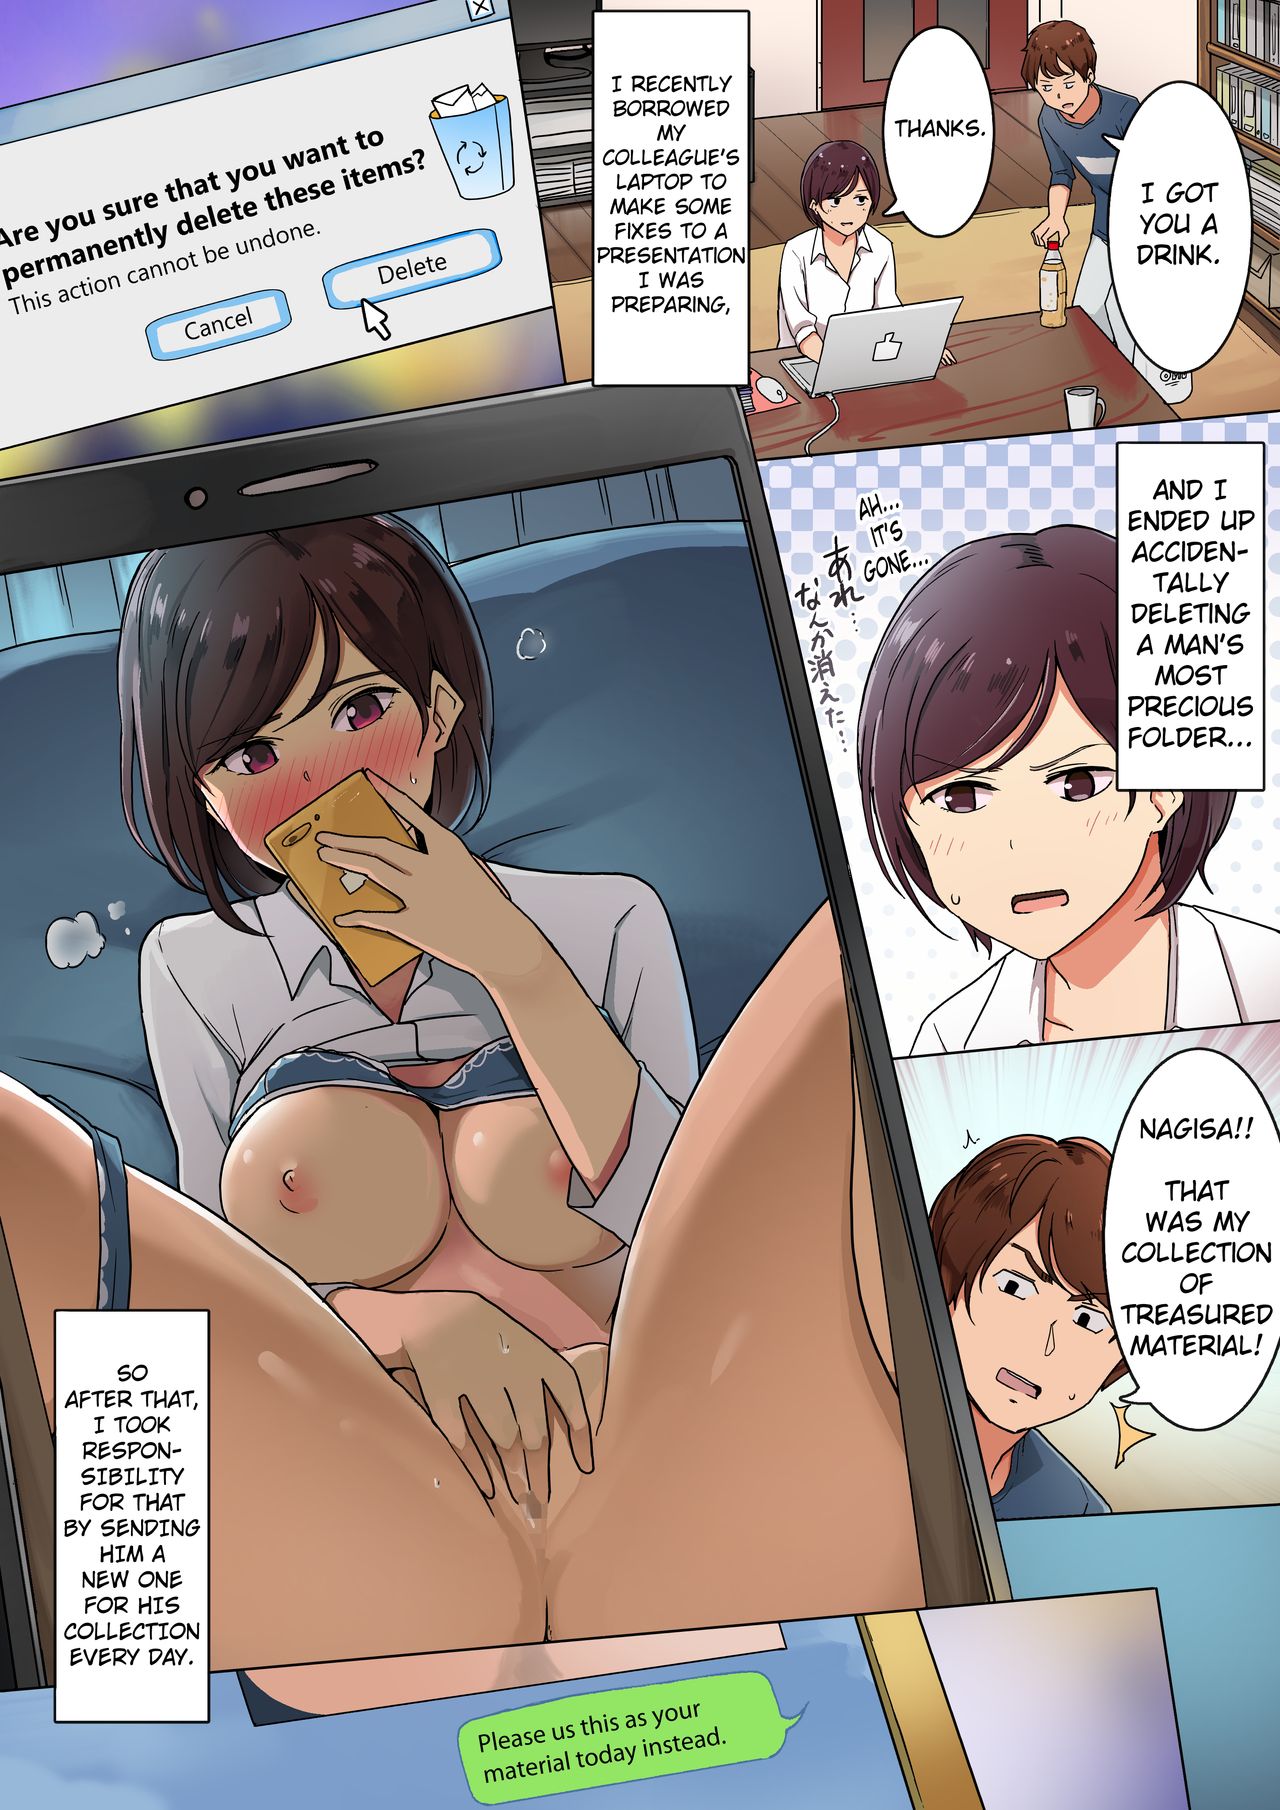 Are you sure that you want to
permanently delete these items?
This action cannot be undone.
Cancel
Delete
I RECENTLY
BORROWED
MY
COLLEAGUE'S
LAPTOP TO
MAKE SOME
FIXES TO A
PRESENTATION
I WAS
PREPARING,
THANKS.
I GOT
YOU A
DRINK.
AND I
ENDED UP
ACCIDEN-
TALLY
DELETING
A MAN'S
MOST
PRECIOUS
FOLDER...
AH...
IT'S
GONE...
あれ…
なんか消えた…
NAGISA!!
THAT
WAS MY
COLLECTION
OF
TREASURED
MATERIAL!
SO
AFTER THAT,
I TOOK
RESPON-
SIBILITY
FOR THAT
BY SENDING
HIM A
NEW ONE
FOR HIS
COLLECTION
EVERY DAY.
Please us this as your
material today instead.